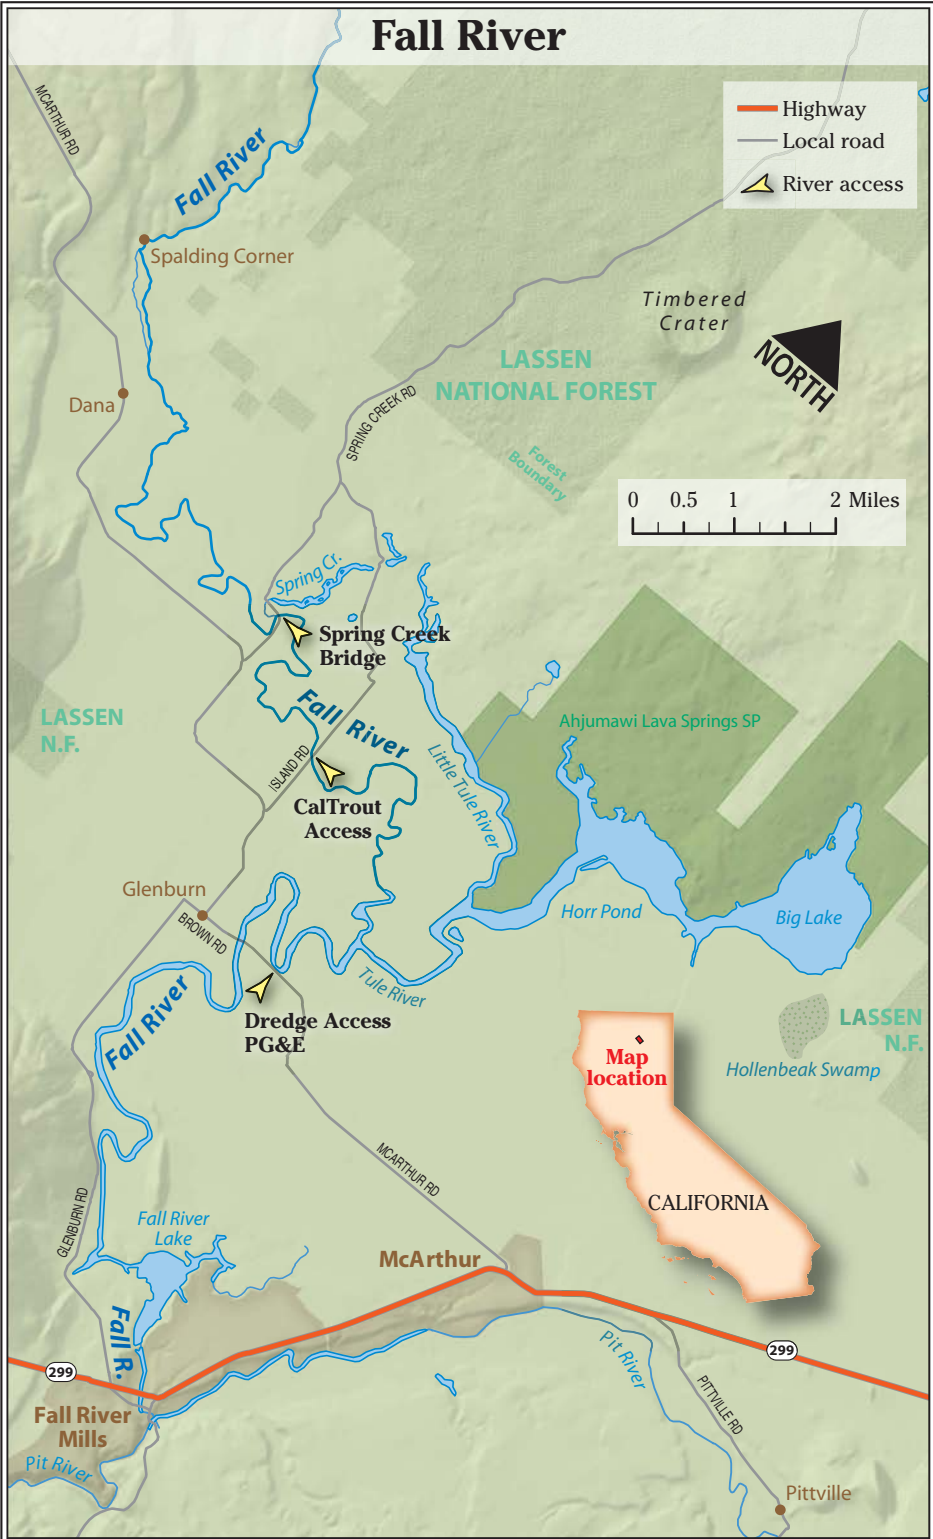 Fall River
Highway
Local road
River access
MCARTHUR RD
Fall River
Spalding Corner
Timbered
Crater
NORTH
LASSEN
NATIONAL FOREST
Dana
SPRING CREEK RD
Forest
Boundary
0 0.5 1 2 Miles
Spring Cr.
Spring Creek
Bridge
LASSEN
N.F.
Fall River
Ahjumawi Lava Springs SP
ISLAND RD
Little Tule River
CalTrout
Access
Glenburn
BROWN RD
Horr Pond
Big Lake
Tule River
Fall River
Dredge Access
PG&E
LASSEN
N.F.
Hollenbeak Swamp
Map
location
CALIFORNIA
MCARTHUR RD
GLENBURN RD
Fall River
Lake
McArthur
Fall R.
Pit River
299
299
PITTVILLE RD
Fall River
Mills
Pit River
Pittville